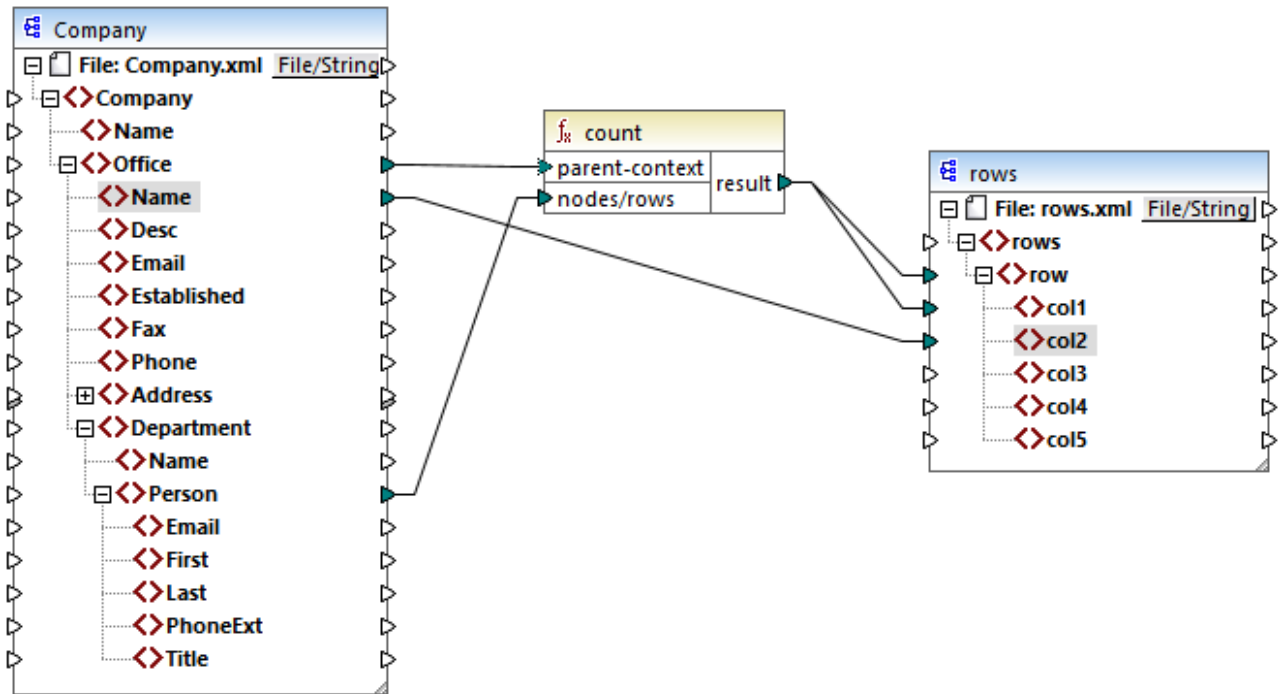 Company
File: Company.xml File/String
Company
Name
Office
Name
Desc
Email
Established
Fax
Phone
Address
Department
Name
Person
Email
First
Last
PhoneExt
Title
fx count
parent-context
nodes/rows
result
rows
File: rows.xml File/String
rows
row
col1
col2
col3
col4
col5